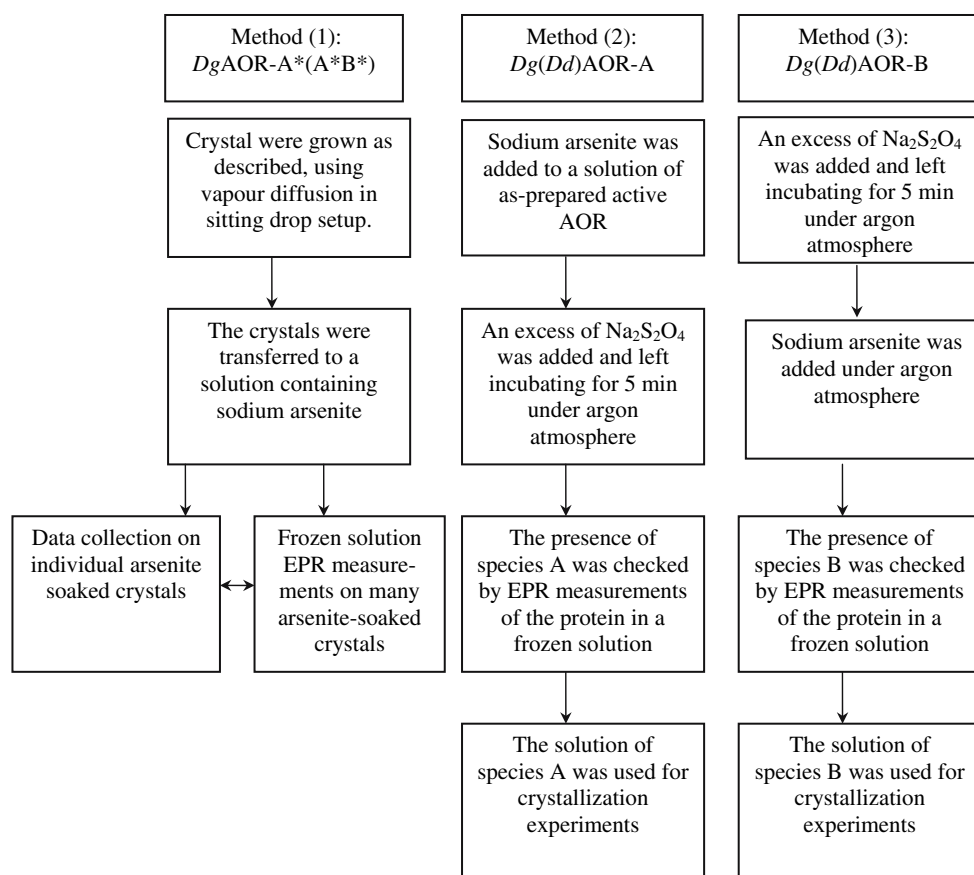 Method (1):
DgAOR-A*(A*B*)
Crystal were grown as
described, using
vapour diffusion in
sitting drop setup.
The crystals were
transferred to a
solution containing
sodium arsenite
Data collection on
individual arsenite
soaked crystals
Frozen solution
EPR measure-
ments on many
arsenite-soaked
crystals
Method (2):
Dg(Dd)AOR-A
Sodium arsenite was
added to a solution of
as-prepared active
AOR
An excess of Na₂S₂O₄
was added and left
incubating for 5 min
under argon
atmosphere
The presence of
species A was checked
by EPR measurements
of the protein in a
frozen solution
The solution of
species A was used for
crystallization
experiments
Method (3):
Dg(Dd)AOR-B
An excess of Na₂S₂O₄
was added and left
incubating for 5 min
under argon
atmosphere
Sodium arsenite was
added under argon
atmosphere
The presence of
species B was checked
by EPR measurements
of the protein in a
frozen solution
The solution of
species B was used for
crystallization
experiments